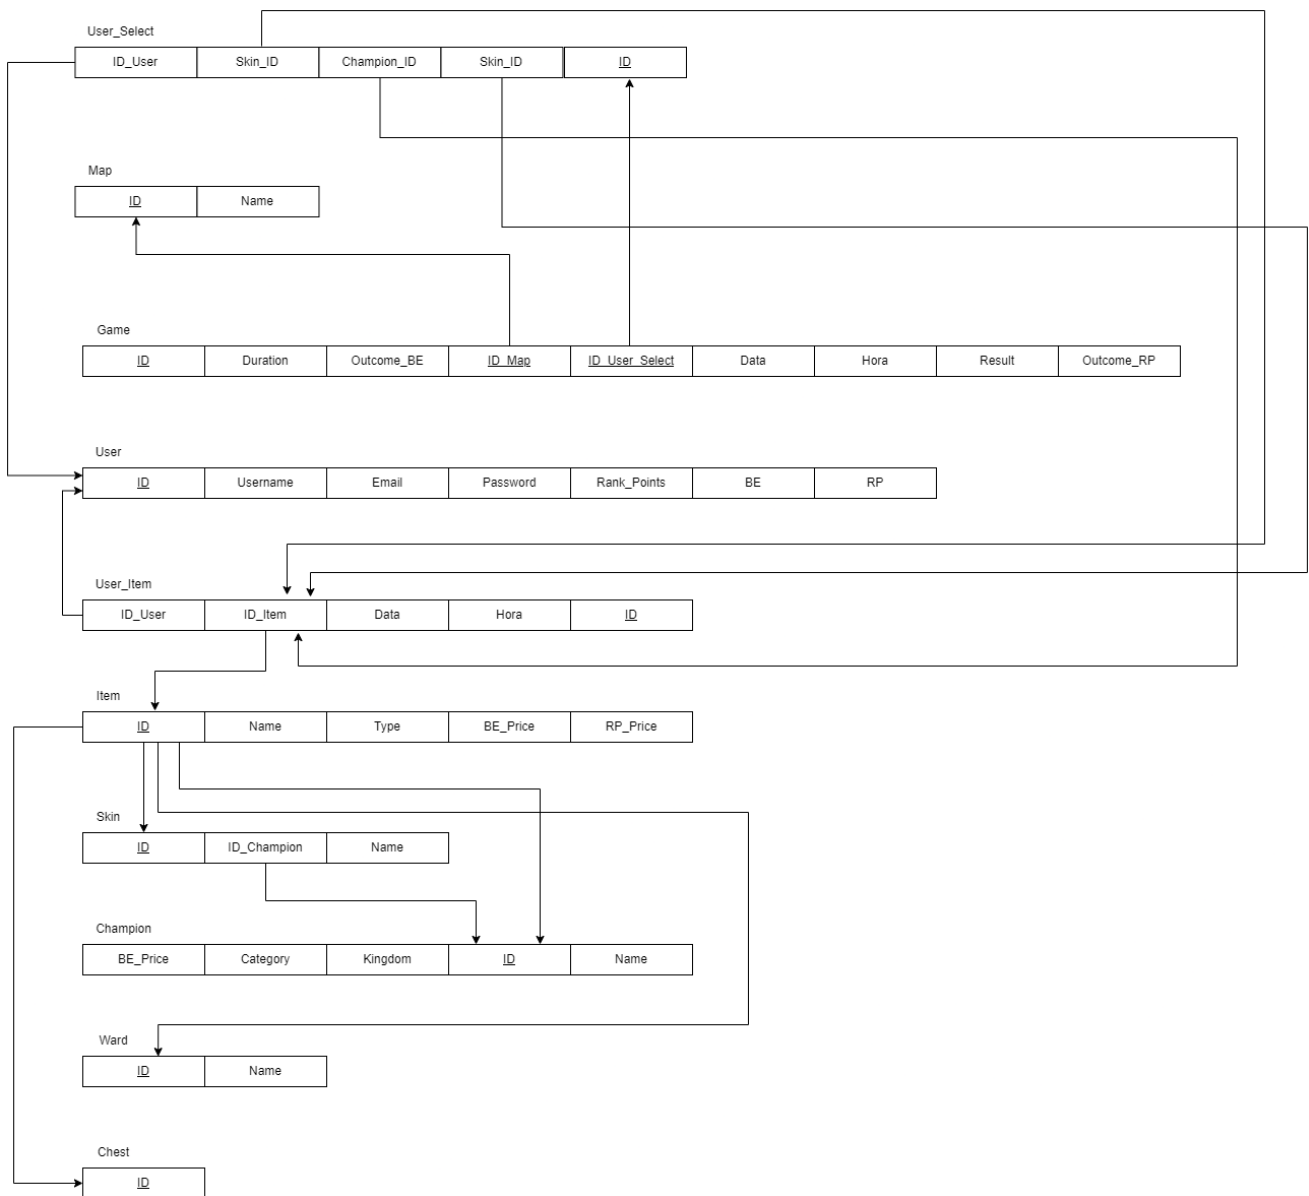 User_Select
ID_User Skin_ID Champion_ID Skin_ID ID
Map
ID Name
Game
ID Duration Outcome_BE ID_Map ID_User_Select Data Hora Result Outcome_RP
User
ID Username Email Password Rank_Points BE RP
User_Item
ID_User ID_Item Data Hora ID
Item
ID Name Type BE_Price RP_Price
Skin
ID ID_Champion Name
Champion
BE_Price Category Kingdom ID Name
Ward
ID Name
Chest
ID